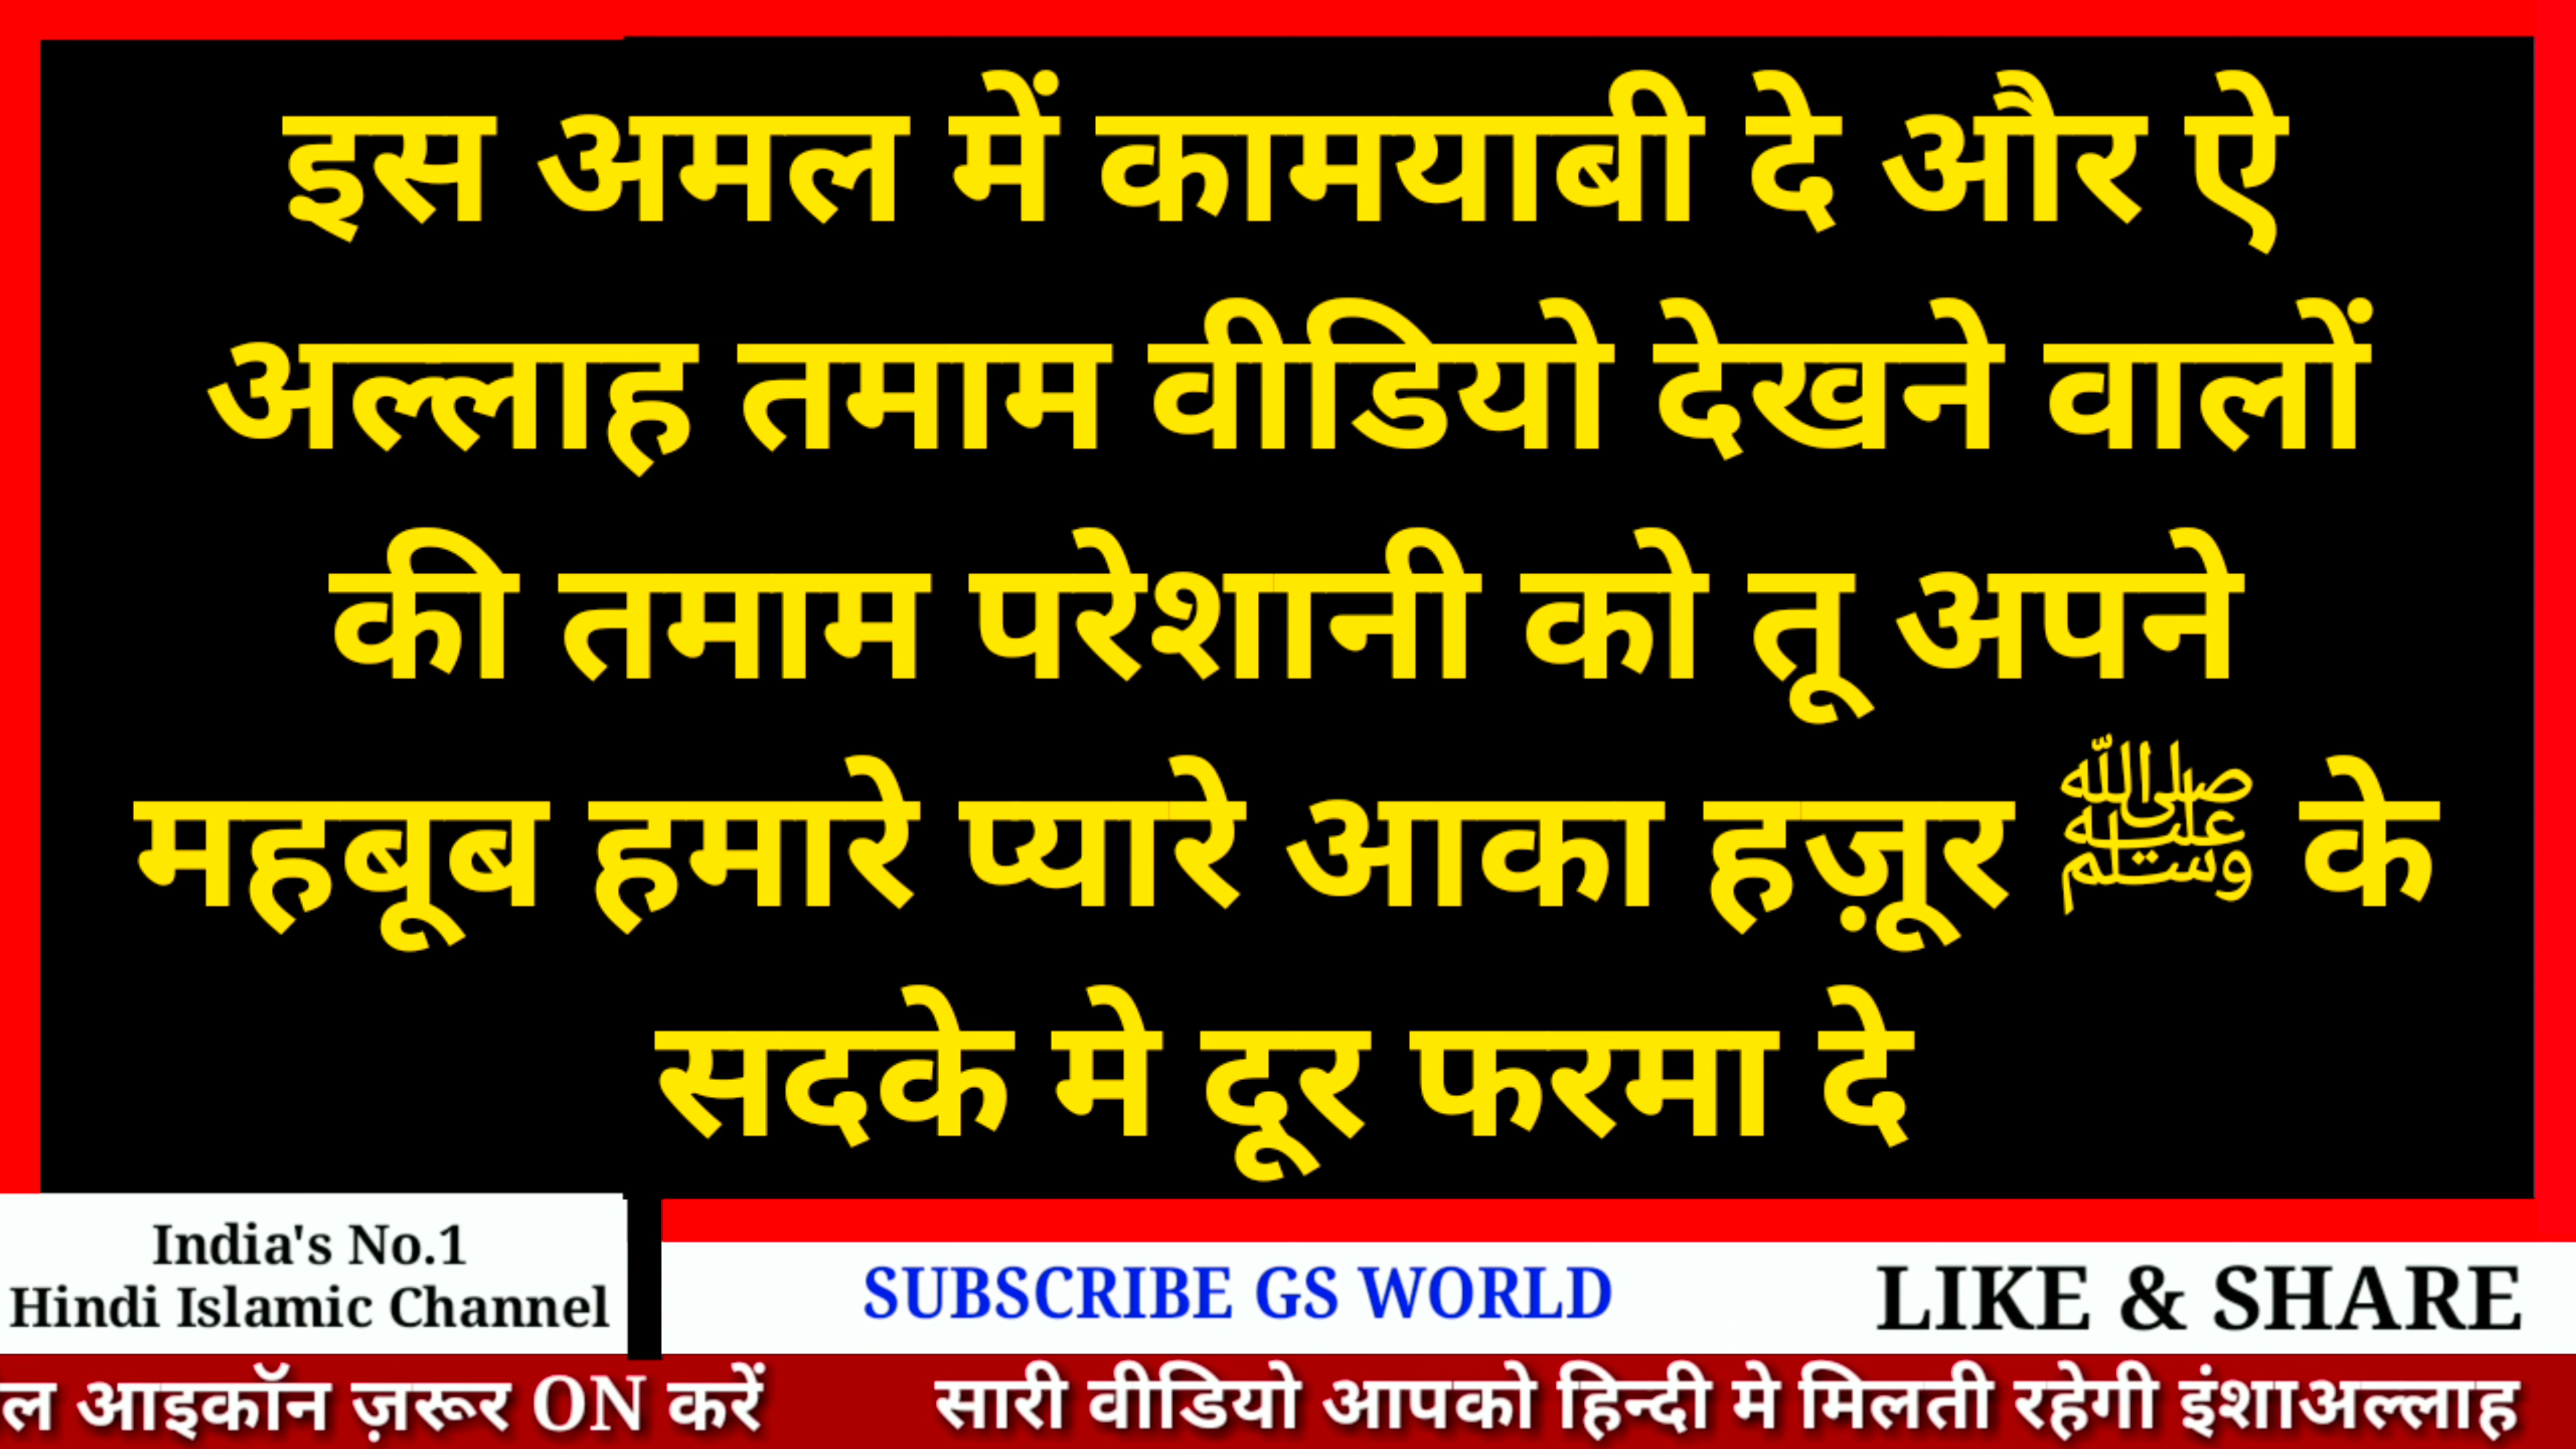 इस अमल में कामयाबी दे और ऐ
अल्लाह तमाम वीडियो देखने वालों
की तमाम परेशानी को तू अपने
महबूब हमारे प्यारे आका हज़ूर ﷺ के
सदके मे दूर फरमा दे
India's No.1
Hindi Islamic Channel
SUBSCRIBE GS WORLD
LIKE & SHARE
ल आइकॉन ज़रूर ON करें सारी वीडियो आपको हिन्दी मे मिलती रहेगी इंशाअल्लाह